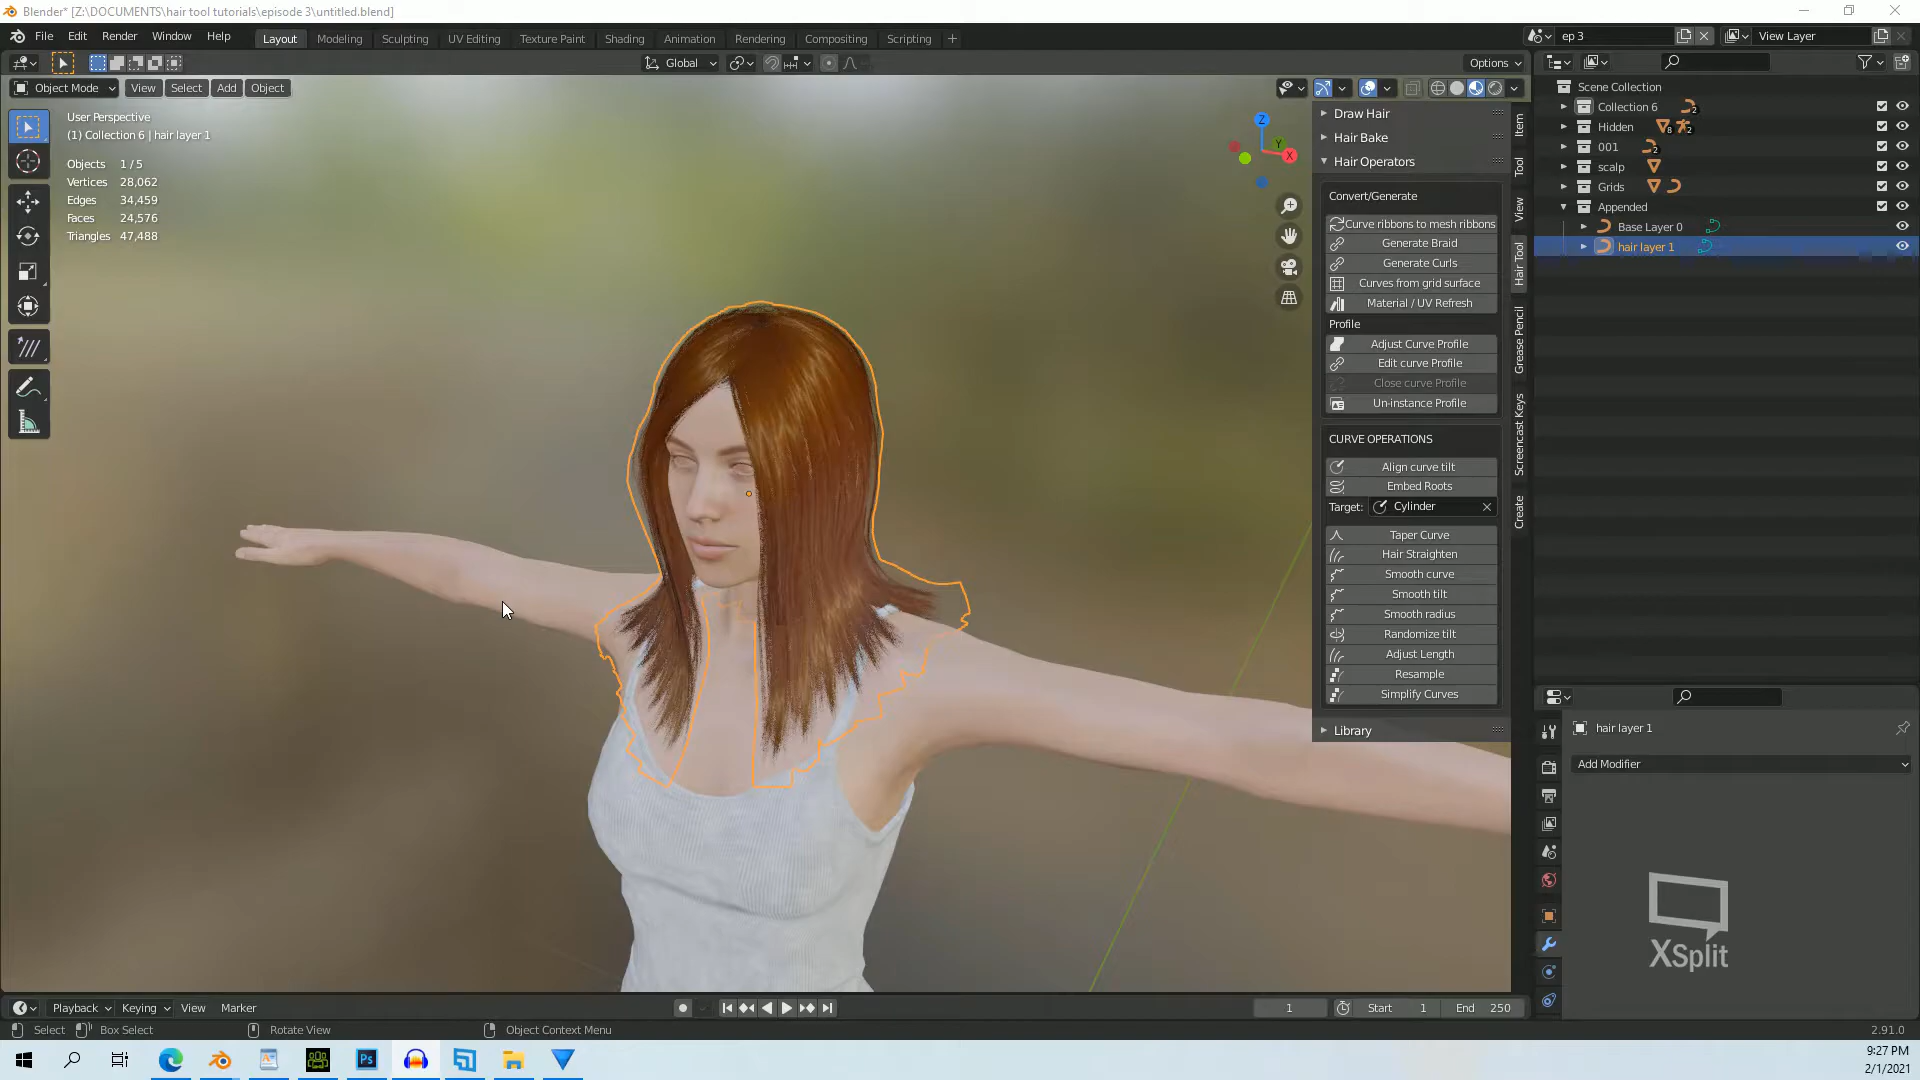 Blender* [Z:\DOCUMENTS\hair tool tutorials\episode 3\untitled.blend]
File Edit Render Window Help
Layout Modeling Sculpting UV Editing Texture Paint Shading Animation Rendering Compositing Scripting +
ep 3
View Layer
Global
Options
Object Mode
View Select Add Object
User Perspective
(1) Collection 6 | hair layer 1
Objects 1 / 5
Vertices 28,062
Edges 34,459
Faces 24,576
Triangles 47,488
Z
Y
X
Draw Hair
Hair Bake
Hair Operators
Convert/Generate
Curve ribbons to mesh ribbons
Generate Braid
Generate Curls
Curves from grid surface
Material / UV Refresh
Profile
Adjust Curve Profile
Edit curve Profile
Close curve Profile
Un-instance Profile
CURVE OPERATIONS
Align curve tilt
Embed Roots
Target: Cylinder
Taper Curve
Hair Straighten
Smooth curve
Smooth tilt
Smooth radius
Randomize tilt
Adjust Length
Resample
Simplify Curves
Library
Item
Tool
View
Hair Tool
Grease Pencil
Screencast Keys
Create
Scene Collection
Collection 6 2
Hidden 8 2
001 2
scalp
Grids
Appended
Base Layer 0
hair layer 1
hair layer 1
Add Modifier
XSplit
Playback Keying View Marker
1
Start 1
End 250
Select Box Select Rotate View Object Context Menu
2.91.0
Ps
9:27 PM
2/1/2021